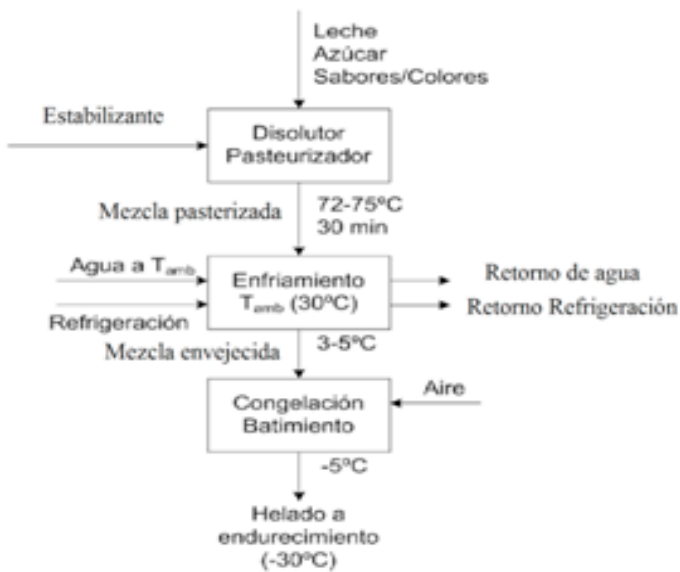 Leche
Azúcar
Sabores/Colores
Estabilizante
Disolutor
Pasteurizador
Mezcla pasterizada
72-75ºC
30 min
Agua a Tamb
Enfriamiento
Tamb (30ºC)
Retorno de agua
Refrigeración
Retorno Refrigeración
Mezcla envejecida
3-5ºC
Congelación
Batimiento
Aire
-5ºC
Helado a
endurecimiento
(-30ºC)